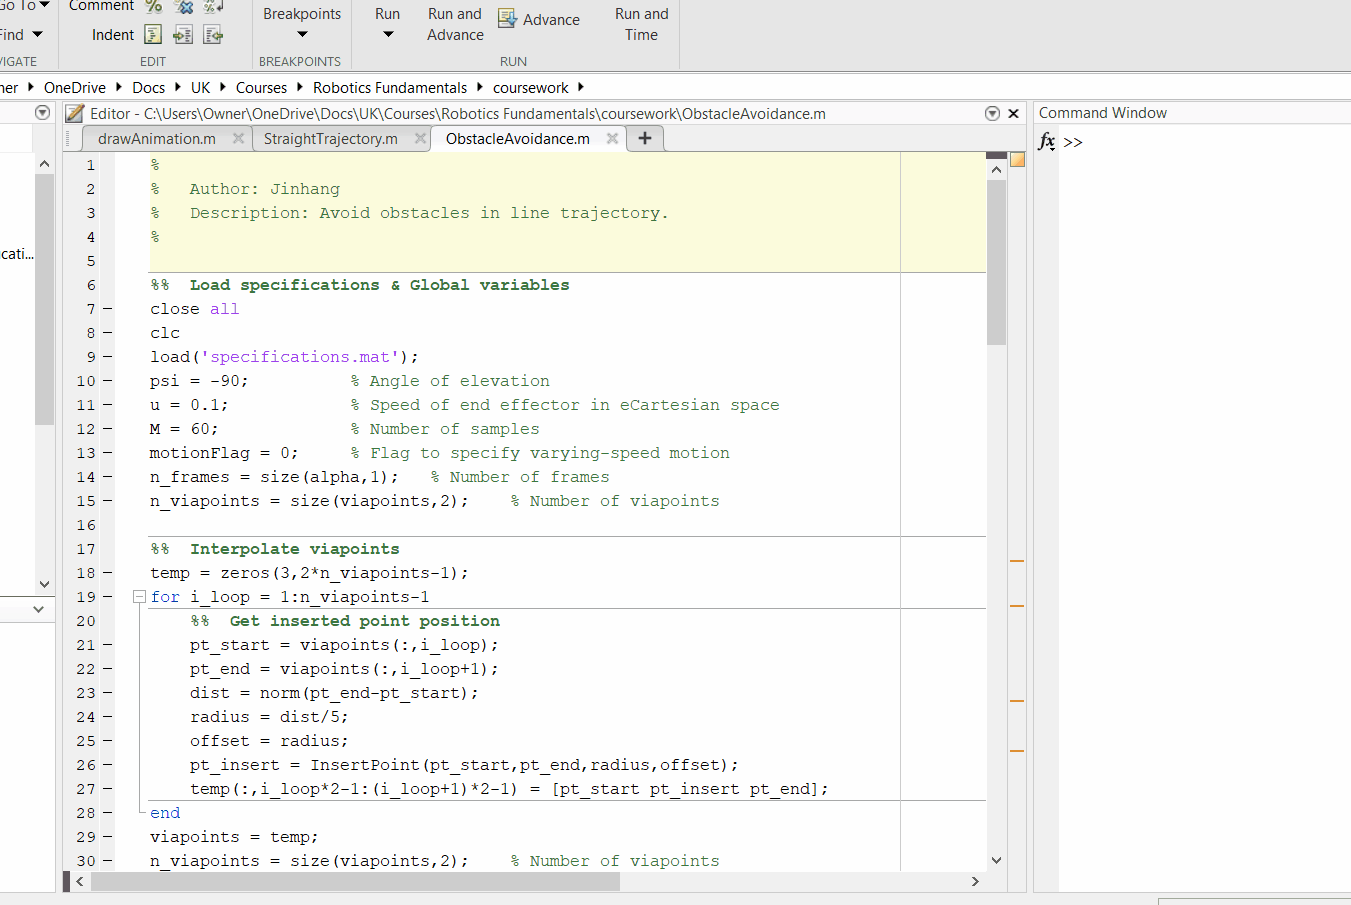 Go To
Comment
Find
Indent
NAVIGATE
EDIT
Breakpoints
BREAKPOINTS
Run
Run and
Advance
Advance
Run and
Time
RUN
ner OneDrive Docs UK Courses Robotics Fundamentals coursework
cati...
Editor - C:\Users\Owner\OneDrive\Docs\UK\Courses\Robotics Fundamentals\coursework\ObstacleAvoidance.m
drawAnimation.m StraightTrajectory.m ObstacleAvoidance.m +
1 %
2 %   Author: Jinhang
3 %   Description: Avoid obstacles in line trajectory.
4 %
5
6 %%  Load specifications & Global variables
7 – close all
8 – clc
9 – load('specifications.mat');
10 – psi = -90;          % Angle of elevation
11 – u = 0.1;            % Speed of end effector in eCartesian space
12 – M = 60;             % Number of samples
13 – motionFlag = 0;     % Flag to specify varying-speed motion
14 – n_frames = size(alpha,1);   % Number of frames
15 – n_viapoints = size(viapoints,2);    % Number of viapoints
16
17 %%  Interpolate viapoints
18 – temp = zeros(3,2*n_viapoints-1);
19 – for i_loop = 1:n_viapoints-1
20     %%  Get inserted point position
21 –     pt_start = viapoints(:,i_loop);
22 –     pt_end = viapoints(:,i_loop+1);
23 –     dist = norm(pt_end-pt_start);
24 –     radius = dist/5;
25 –     offset = radius;
26 –     pt_insert = InsertPoint(pt_start,pt_end,radius,offset);
27 –     temp(:,i_loop*2-1:(i_loop+1)*2-1) = [pt_start pt_insert pt_end];
28 – end
29 – viapoints = temp;
30 – n_viapoints = size(viapoints,2);    % Number of viapoints
Command Window
fx >>